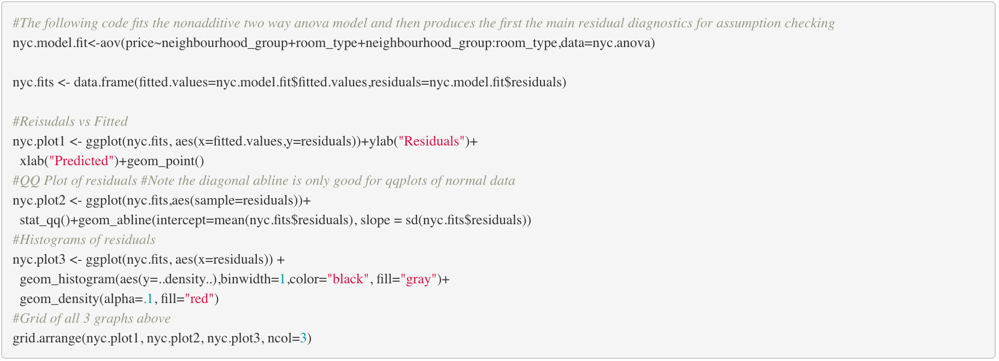 #The following code fits the nonadditive two way anova model and then produces the first the main residual diagnostics for assumption checking
nyc.model.fit<-aov(price~neighbourhood_group+room_type+neighbourhood_group:room_type,data=nyc.anova)
nyc.fits <- data.frame(fitted.values=nyc.model.fit$fitted.values,residuals=nyc.model.fit$residuals)
#Reisudals vs Fitted
nyc.plot1 <- ggplot(nyc.fits, aes(x=fitted.values,y=residuals))+ylab("Residuals")+
  xlab("Predicted")+geom_point()
#QQ Plot of residuals #Note the diagonal abline is only good for qqplots of normal data
nyc.plot2 <- ggplot(nyc.fits,aes(sample=residuals))+
  stat_qq()+geom_abline(intercept=mean(nyc.fits$residuals), slope = sd(nyc.fits$residuals))
#Histograms of residuals
nyc.plot3 <- ggplot(nyc.fits, aes(x=residuals)) +
  geom_histogram(aes(y=..density..),binwidth=1,color="black", fill="gray")+
  geom_density(alpha=.1, fill="red")
#Grid of all 3 graphs above
grid.arrange(nyc.plot1, nyc.plot2, nyc.plot3, ncol=3)